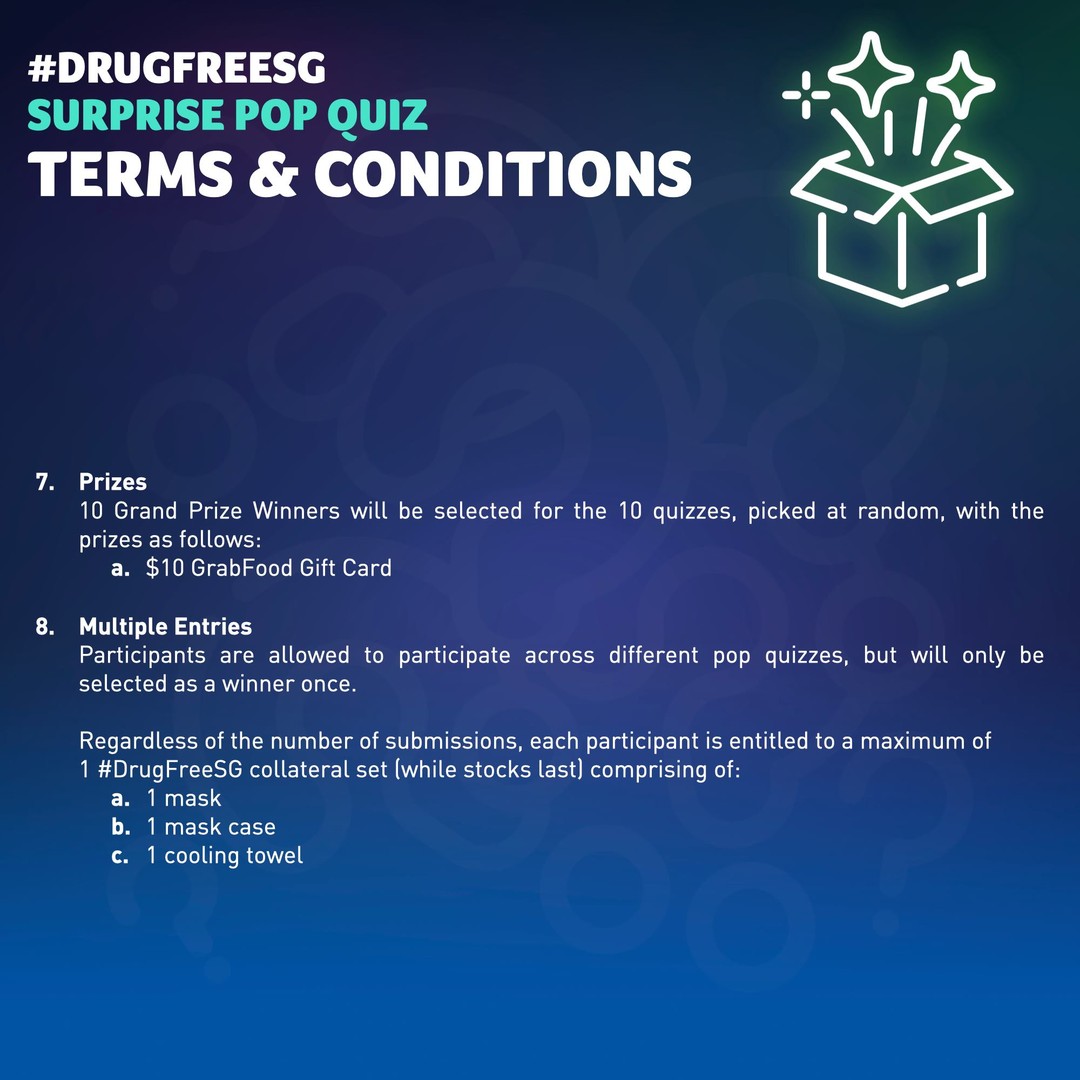 #DRUGFREESG
SURPRISE POP QUIZ
TERMS & CONDITIONS
7. Prizes
10 Grand Prize Winners will be selected for the 10 quizzes, picked at random, with the
prizes as follows:
a. $10 GrabFood Gift Card
8. Multiple Entries
Participants are allowed to participate across different pop quizzes, but will only be
selected as a winner once.
Regardless of the number of submissions, each participant is entitled to a maximum of
1 #DrugFreeSG collateral set (while stocks last) comprising of:
a. 1 mask
b. 1 mask case
c. 1 cooling towel